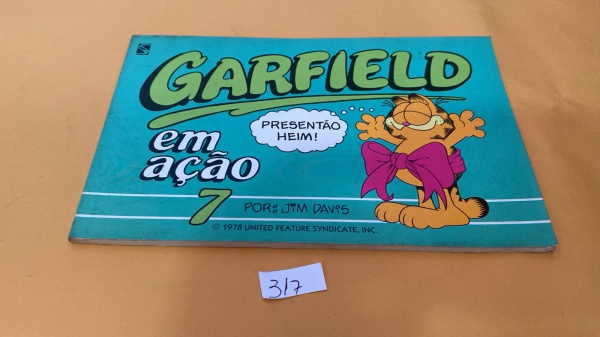 GARFIELD
PRESENTÃO
HEIM!
em
ação
7
POR: JIM DAVIS
© 1978 UNITED FEATURE SYNDICATE, INC.
317